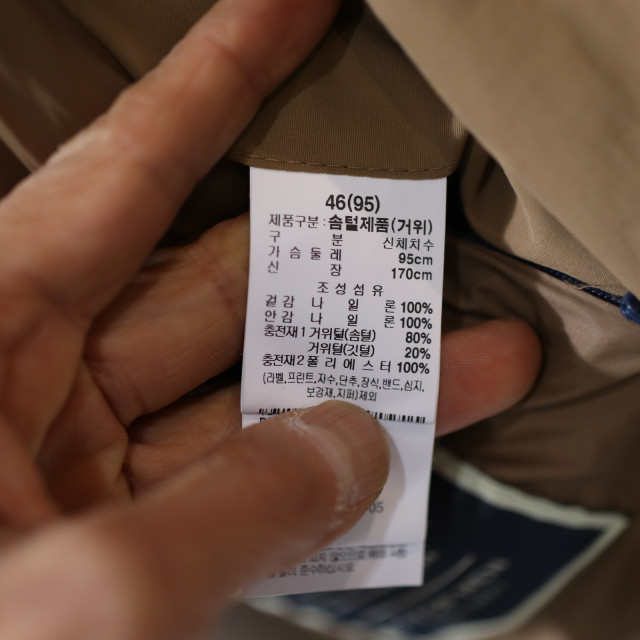 46(95)
제품구분 : 솜털제품(거위)
구 분 신체치수
가슴둘레 95cm
신 장 170cm
조성섬유
겉감 나 일 론 100%
안감 나 일 론 100%
충전재1 거위털(솜털) 80%
거위털(깃털) 20%
충전재2 폴리에스터 100%
(라벨,프린트,자수,단추,장식,밴드,심지,
보강재,지퍼)제외
05